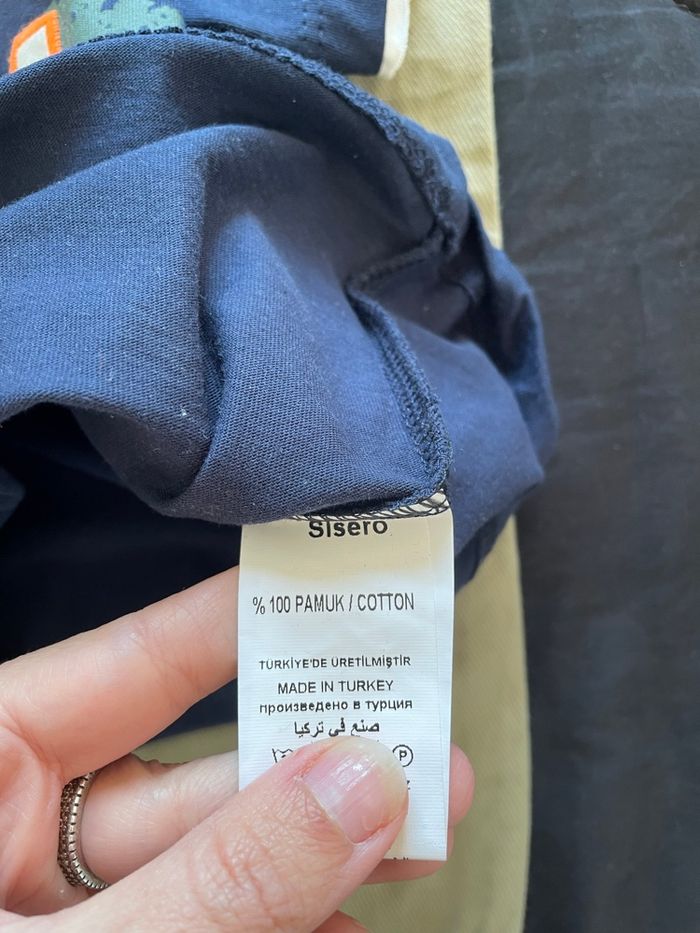 Sisero
% 100 PAMUK / COTTON
TÜRKİYE'DE ÜRETİLMİŞTİR
MADE IN TURKEY
произведено в турция
صنع في تركيا
P